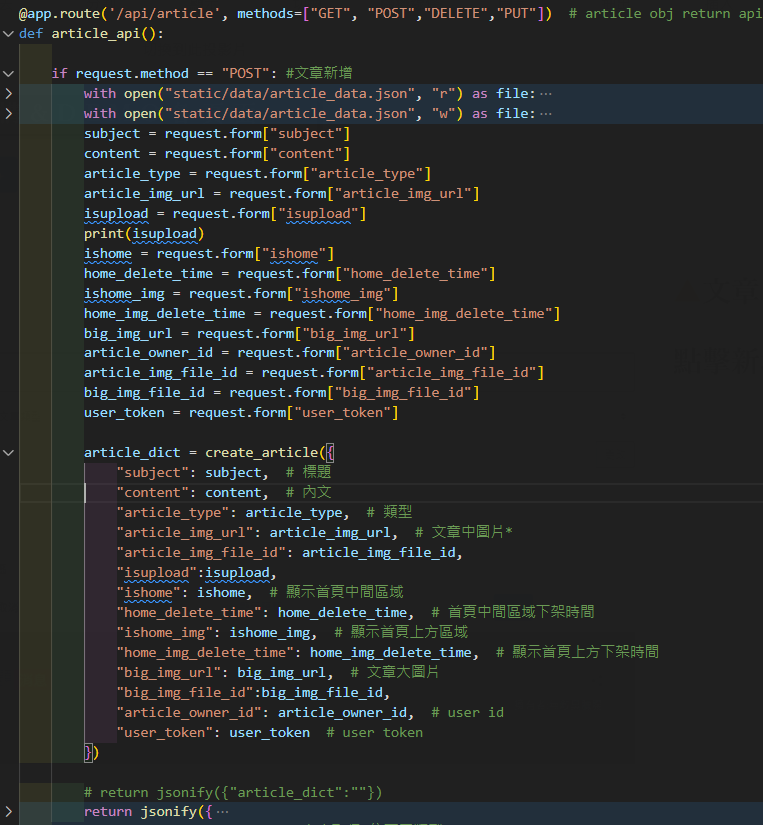 @app.route('/api/article', methods=["GET", "POST","DELETE","PUT"])  # article obj return api
def article_api():
    if request.method == "POST": #文章新增
        with open("static/data/article_data.json", "r") as file:…
        with open("static/data/article_data.json", "w") as file:…
        subject = request.form["subject"]
        content = request.form["content"]
        article_type = request.form["article_type"]
        article_img_url = request.form["article_img_url"]
        isupload = request.form["isupload"]
        print(isupload)
        ishome = request.form["ishome"]
        home_delete_time = request.form["home_delete_time"]
        ishome_img = request.form["ishome_img"]
        home_img_delete_time = request.form["home_img_delete_time"]
        big_img_url = request.form["big_img_url"]
        article_owner_id = request.form["article_owner_id"]
        article_img_file_id = request.form["article_img_file_id"]
        big_img_file_id = request.form["big_img_file_id"]
        user_token = request.form["user_token"]
        article_dict = create_article({
            "subject": subject,  # 標題
            "content": content,  # 內文
            "article_type": article_type,  # 類型
            "article_img_url": article_img_url,  # 文章中圖片*
            "article_img_file_id": article_img_file_id,
            "isupload":isupload,
            "ishome": ishome,  # 顯示首頁中間區域
            "home_delete_time": home_delete_time,  # 首頁中間區域下架時間
            "ishome_img": ishome_img,  # 顯示首頁上方區域
            "home_img_delete_time": home_img_delete_time,  # 顯示首頁上方下架時間
            "big_img_url": big_img_url,  # 文章大圖片
            "big_img_file_id":big_img_file_id,
            "article_owner_id": article_owner_id,  # user id
            "user_token": user_token  # user token
        })
        # return jsonify({"article_dict":""})
        return jsonify({…